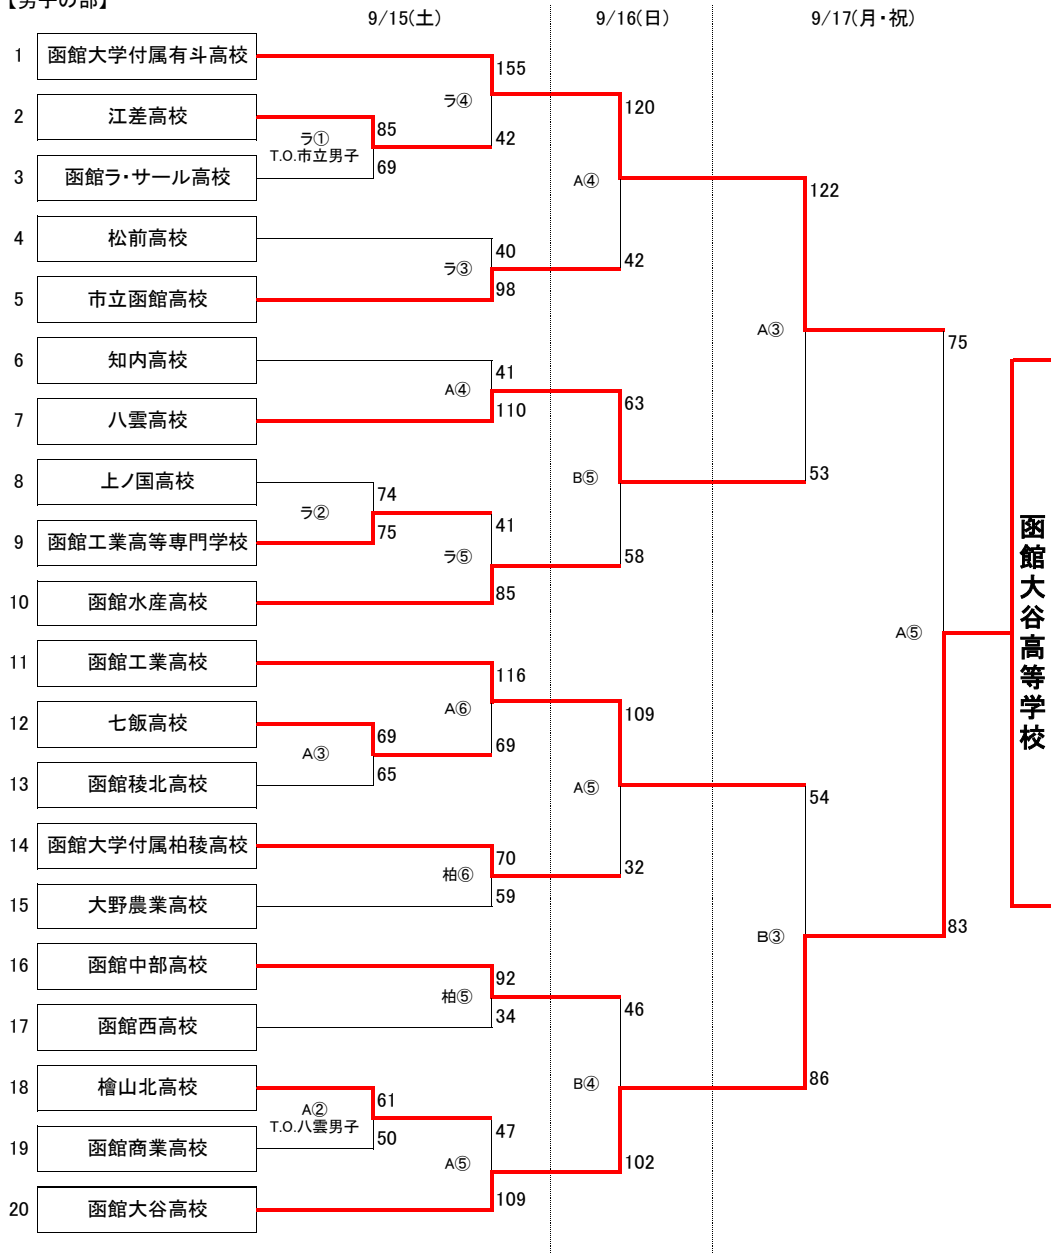 【男子の部】
9/15(土)
9/16(日)
9/17(月・祝)
1
函館大学付属有斗高校
155
ラ④
120
2
江差高校
85
42
ラ①
T.O.市立男子
3
函館ラ・サール高校
69
A④
122
4
松前高校
40
ラ③
42
5
市立函館高校
98
A③
75
6
知内高校
41
A④
63
7
八雲高校
110
8
上ノ国高校
74
B⑤
53
ラ②
9
函館工業高等専門学校
75
41
ラ⑤
58
10
函館水産高校
85
A⑤
函館大谷高等学校
11
函館工業高校
116
A⑥
109
12
七飯高校
69
69
A③
13
函館稜北高校
65
A⑤
54
14
函館大学付属柏稜高校
70
柏⑥
32
15
大野農業高校
59
B③
83
16
函館中部高校
92
柏⑤
46
17
函館西高校
34
18
檜山北高校
61
B④
86
A②
T.O.八雲男子
19
函館商業高校
50
47
A⑤
102
20
函館大谷高校
109